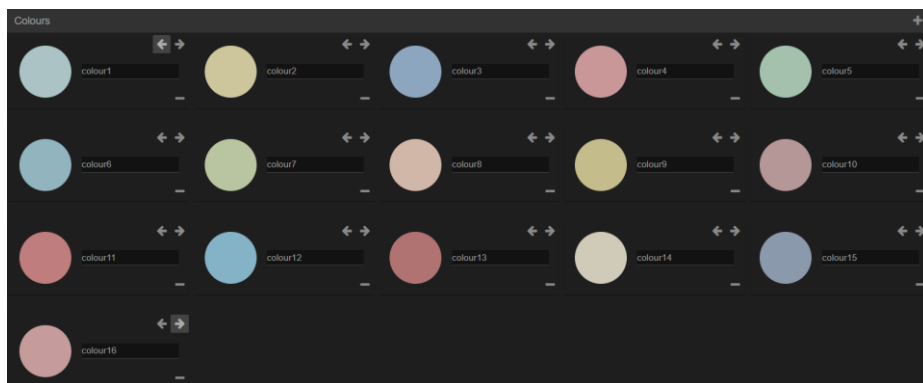 Colours
colour1 colour2 colour3 colour4 colour5
colour6 colour7 colour8 colour9 colour10
colour11 colour12 colour13 colour14 colour15
colour16